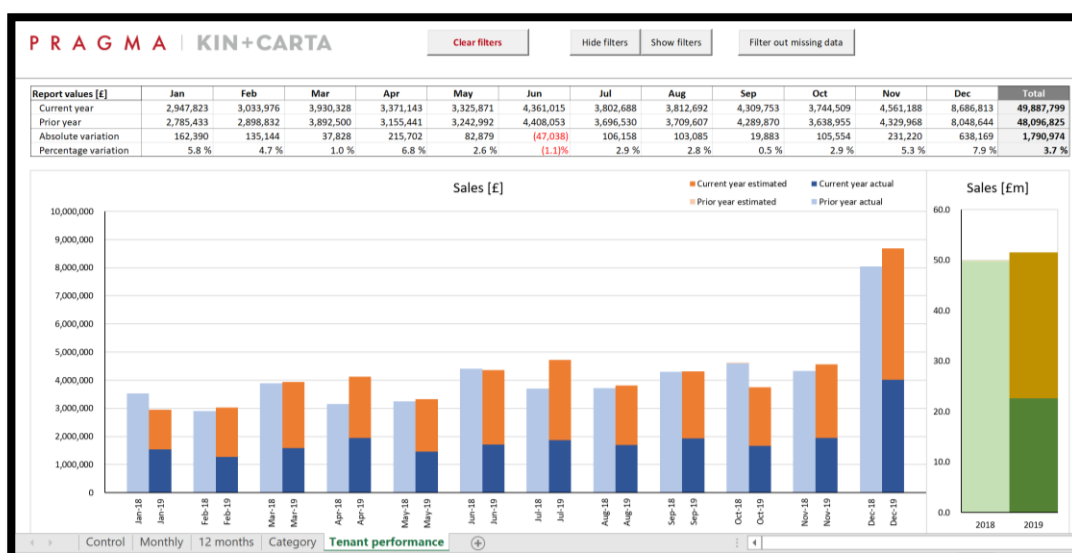 PRAGMA | KIN+CARTA
Clear filters
Hide filters
Show filters
Filter out missing data
Report values [£] Jan Feb Mar Apr May Jun Jul Aug Sep Oct Nov Dec Total
Current year 2,947,823 3,033,976 3,930,328 3,371,143 3,325,871 4,361,015 3,802,688 3,812,692 4,309,753 3,744,509 4,561,188 8,686,813 49,887,799
Prior year 2,785,433 2,898,832 3,892,500 3,155,441 3,242,992 4,408,053 3,696,530 3,709,607 4,289,870 3,638,955 4,329,968 8,048,644 48,096,825
Absolute variation 162,390 135,144 37,828 215,702 82,879 (47,038) 106,158 103,085 19,883 105,554 231,220 638,169 1,790,974
Percentage variation 5.8 % 4.7 % 1.0 % 6.8 % 2.6 % (1.1)% 2.9 % 2.8 % 0.5 % 2.9 % 5.3 % 7.9 % 3.7 %
Sales [£]
Current year estimated
Current year actual
Prior year estimated
Prior year actual
10,000,000
9,000,000
8,000,000
7,000,000
6,000,000
5,000,000
4,000,000
3,000,000
2,000,000
1,000,000
0
Jan-18
Jan-19
Feb-18
Feb-19
Mar-18
Mar-19
Apr-18
Apr-19
May-18
May-19
Jun-18
Jun-19
Jul-18
Jul-19
Aug-18
Aug-19
Sep-18
Sep-19
Oct-18
Oct-19
Nov-18
Nov-19
Dec-18
Dec-19
Sales [£m]
60.0
50.0
40.0
30.0
20.0
10.0
0.0
2018
2019
Control
Monthly
12 months
Category
Tenant performance